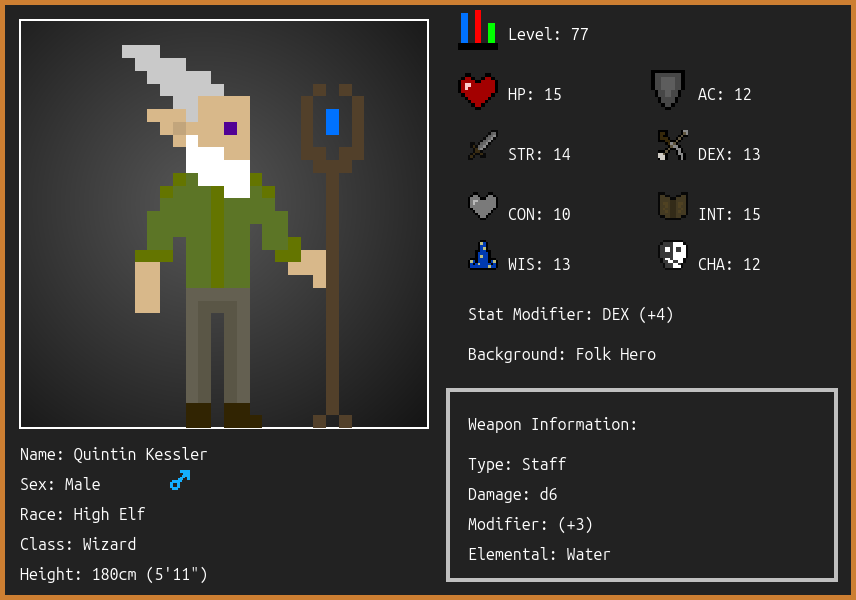 Level: 77
HP: 15
AC: 12
STR: 14
DEX: 13
CON: 10
INT: 15
WIS: 13
CHA: 12
Stat Modifier: DEX (+4)
Background: Folk Hero
Weapon Information:
Type: Staff
Damage: d6
Modifier: (+3)
Elemental: Water
Name: Quintin Kessler
Sex: Male
Race: High Elf
Class: Wizard
Height: 180cm (5'11")